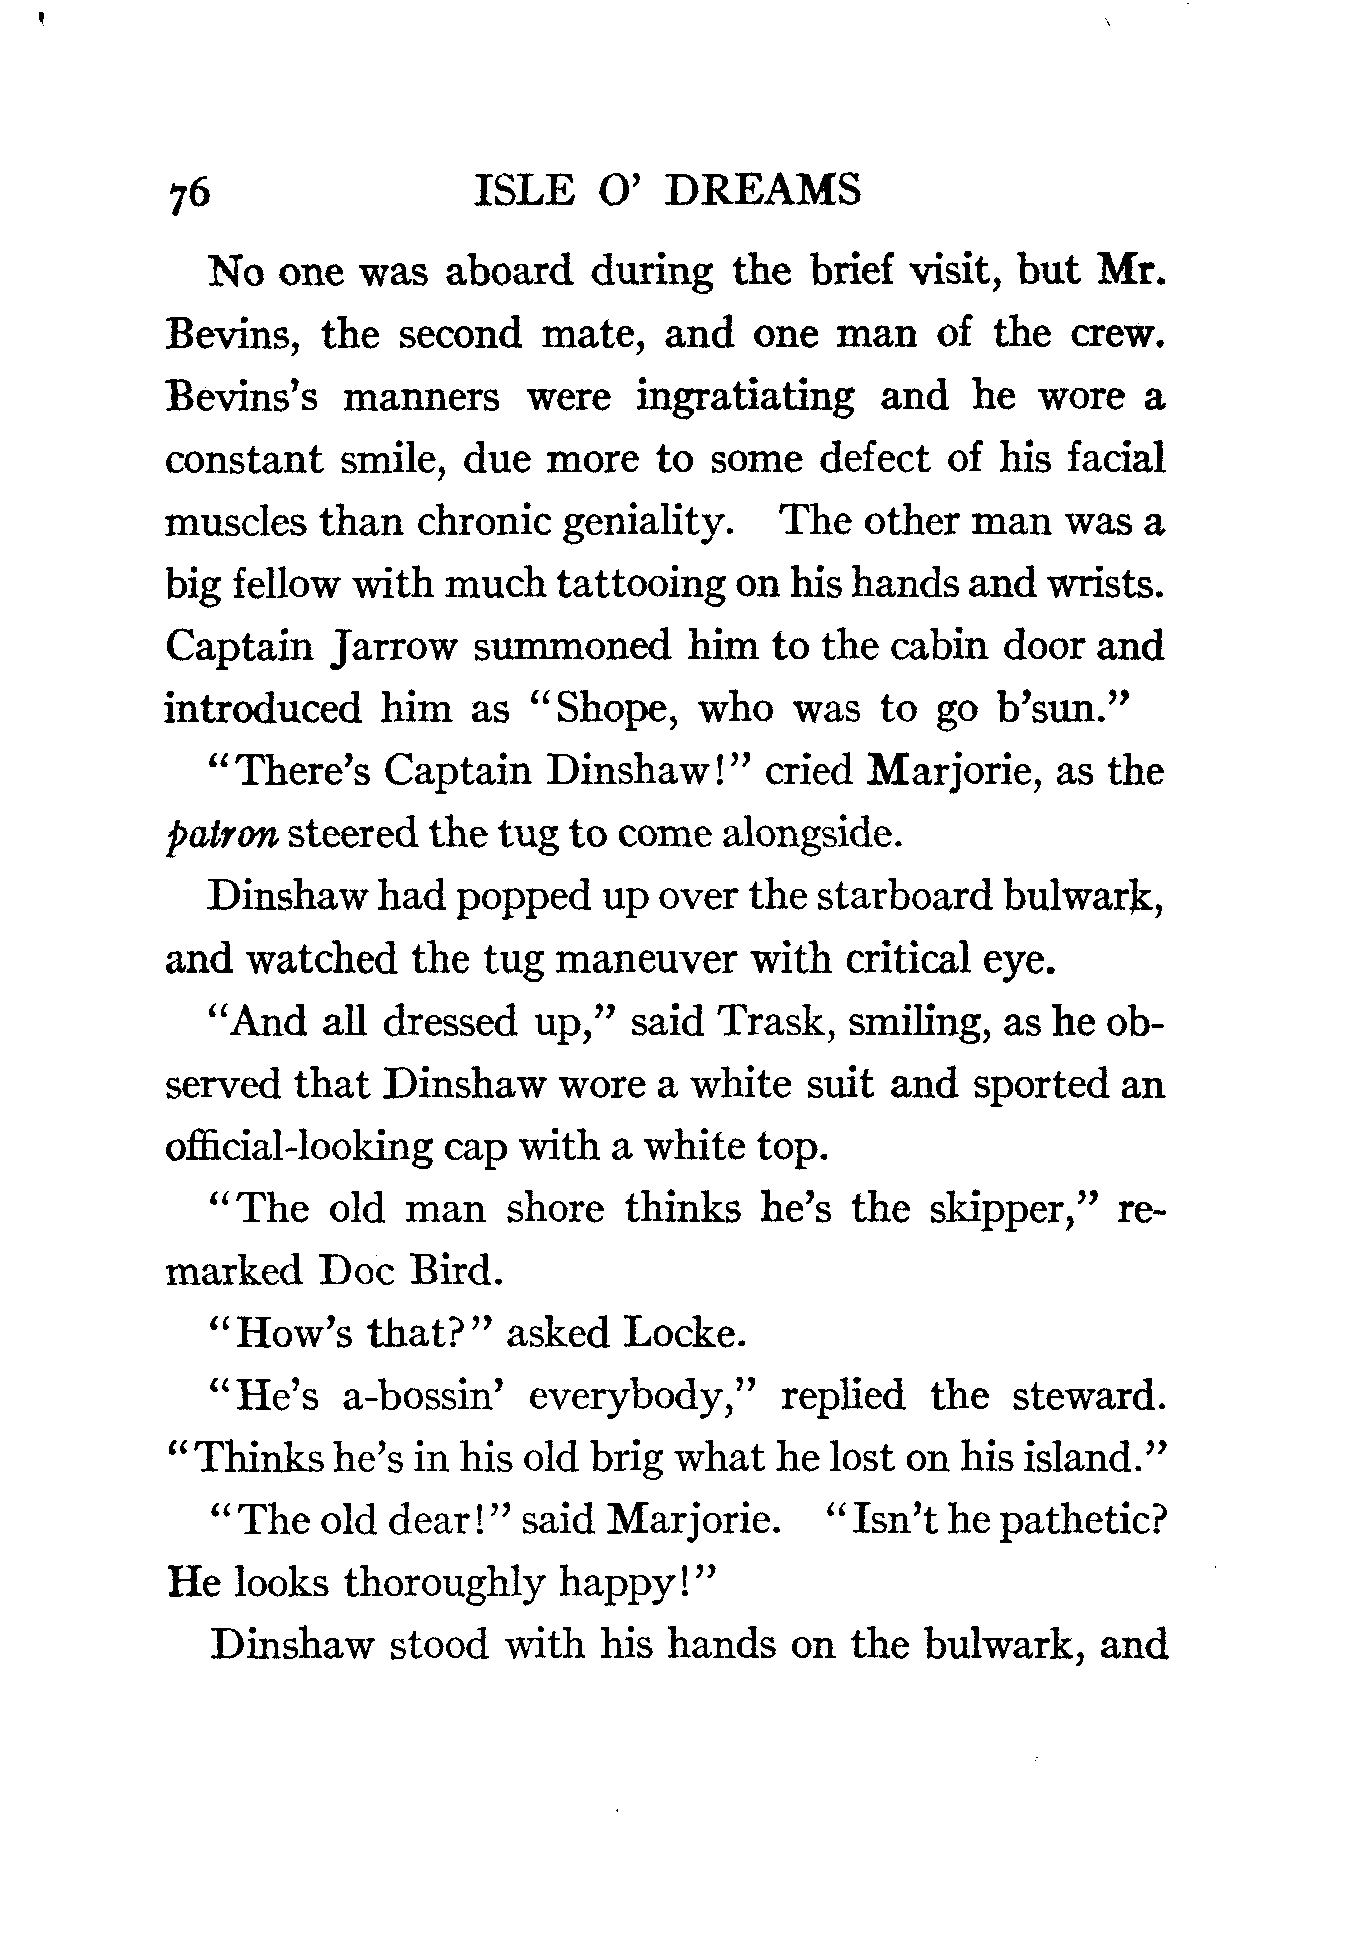 76 ISLE O’ DREAMS
No one was aboard during the brief visit, but Mr.
Bevins, the second mate, and one man of the crew.
Bevins’s manners were ingratiating and he wore a
constant smile, due more to some defect of his facial
muscles than chronic geniality. The other man was a
big fellow with much tattooing on his hands and wrists.
Captain Jarrow summoned him to the cabin door and
introduced him as “Shope, who was to go b’sun.”
“There’s Captain Dinshaw!” cried Marjorie, as the
patron steered the tug to come alongside.
Dinshaw had popped up over the starboard bulwark,
and watched the tug maneuver with critical eye.
“And all dressed up,” said Trask, smiling, as he ob-
served that Dinshaw wore a white suit and sported an
official-looking cap with a white top.
“The old man shore thinks he’s the skipper,” re-
marked Doc Bird.
“How’s that?” asked Locke.
“He’s a-bossin’ everybody,” replied the steward.
“Thinks he’s in his old brig what he lost on his island.”
“The old dear!” said Marjorie. “Isn’t he pathetic?
He looks thoroughly happy!”
Dinshaw stood with his hands on the bulwark, and